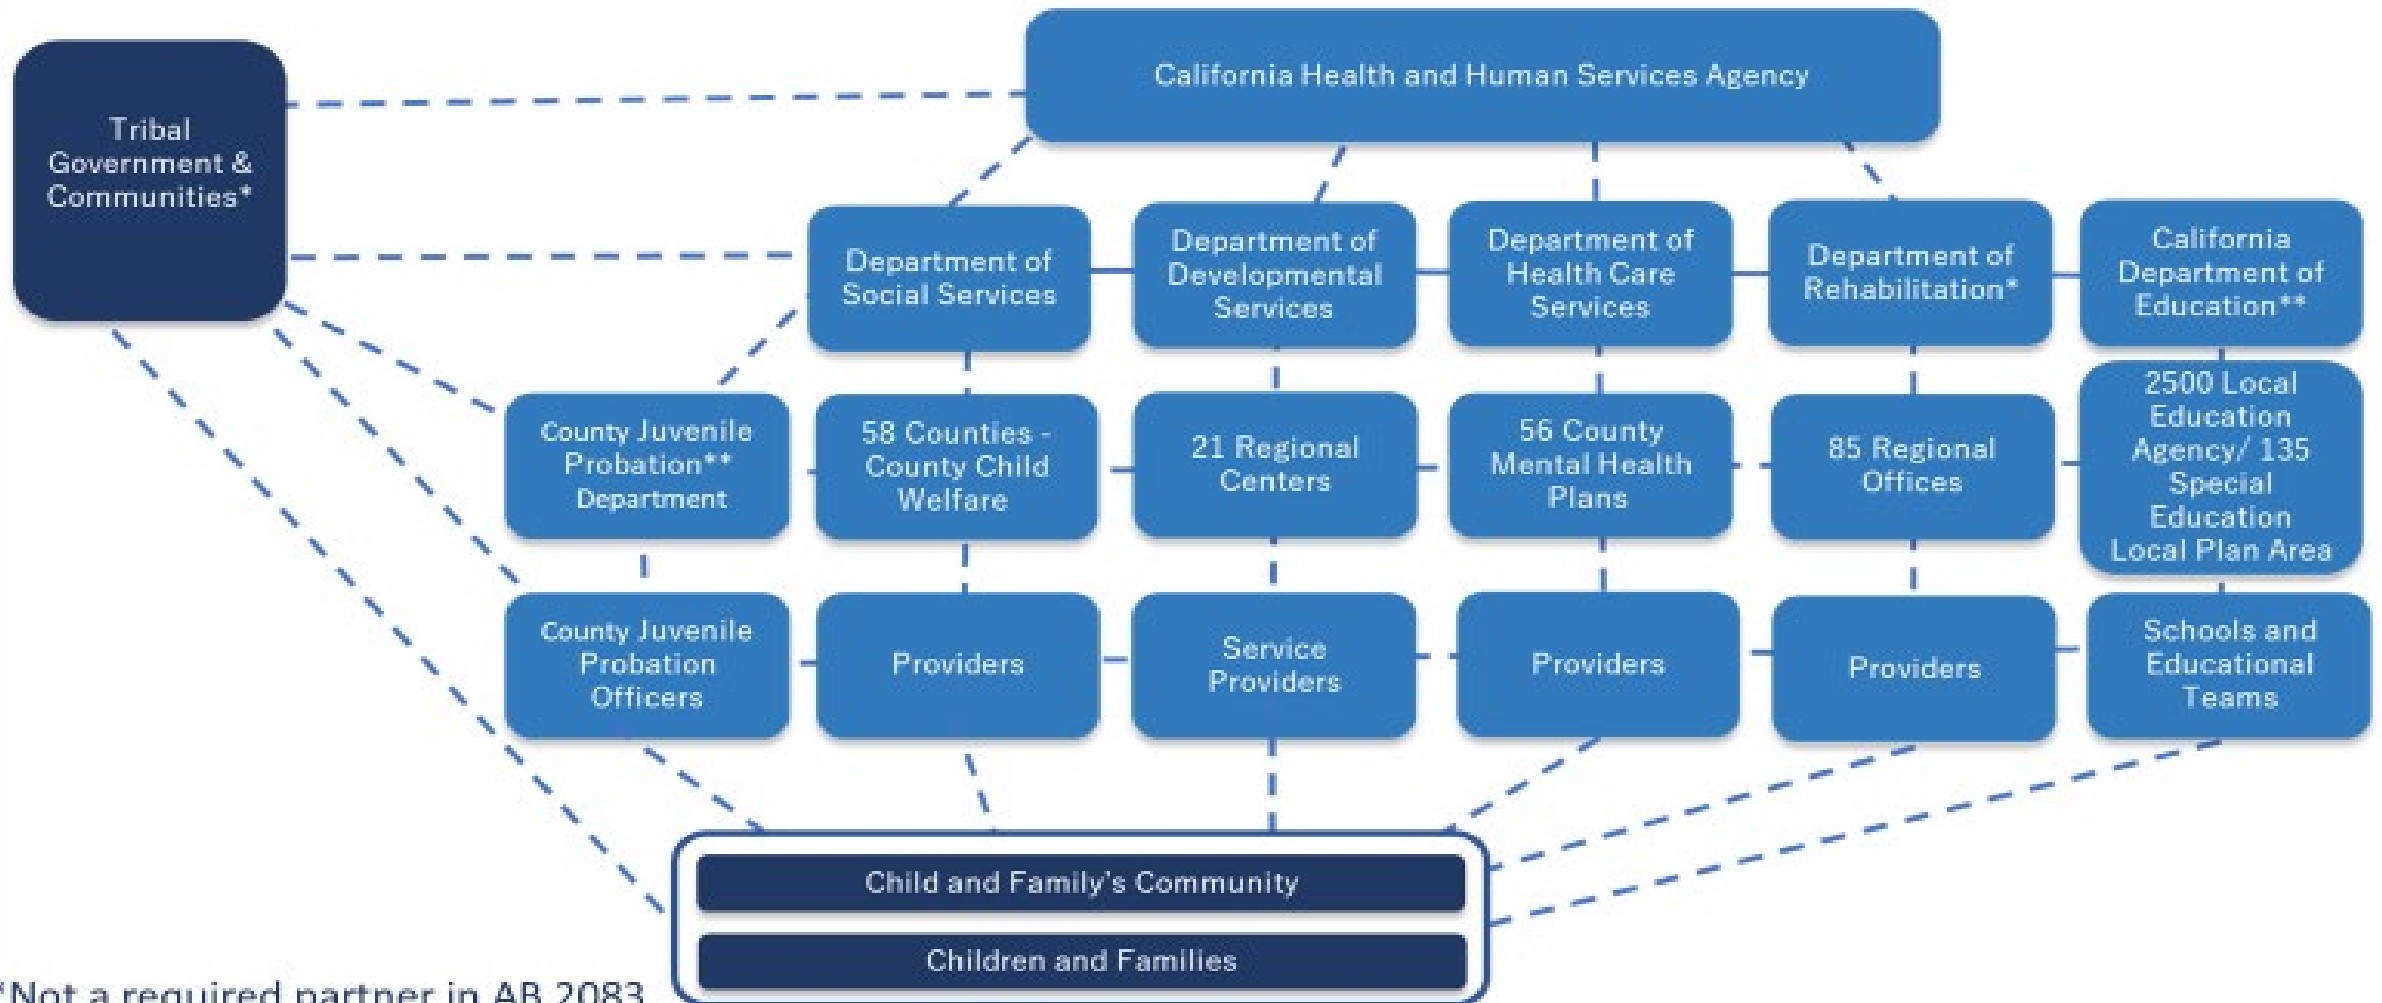 California Health and Human Services Agency
Tribal
Government &
Communities*
Department of
Social Services
Department of
Developmental
Services
Department of
Health Care
Services
Department of
Rehabilitation*
California
Department of
Education**
County Juvenile
Probation**
Department
58 Counties -
County Child
Welfare
21 Regional
Centers
56 County
Mental Health
Plans
85 Regional
Offices
2500 Local
Education
Agency/ 135
Special
Education
Local Plan Area
County Juvenile
Probation
Officers
Providers
Service
Providers
Providers
Providers
Schools and
Educational
Teams
Child and Family's Community
Children and Families
*Not a required partner in AB 2083